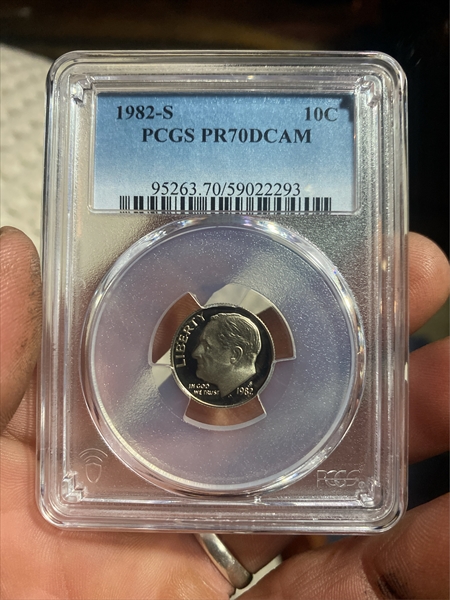 1982-S 10C
PCGS PR70DCAM
95263.70/59022293
LIBERTY
IN GOD
WE TRUST
1982
PCGS